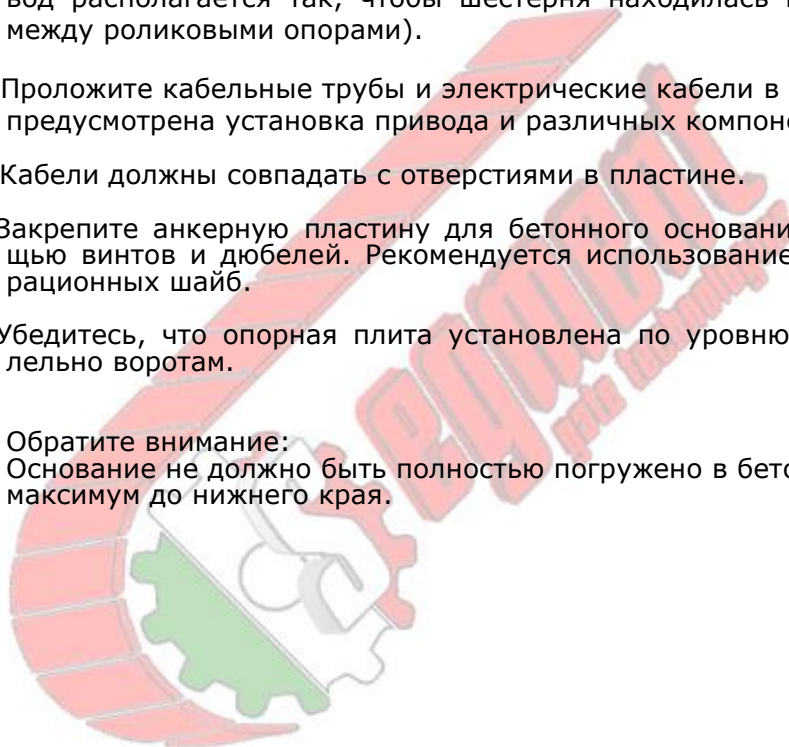 вод располагается так, чтобы шестерня находилась
между роликовыми опорами).
Проложите кабельные трубы и электрические кабели в
предусмотрена установка привода и различных компоне
Кабели должны совпадать с отверстиями в пластине.
Закрепите анкерную пластину для бетонного основани
щью винтов и дюбелей. Рекомендуется использование
рационных шайб.
Убедитесь, что опорная плита установлена по уровню
лельно воротам.
Обратите внимание:
Основание не должно быть полностью погружено в бето
максимум до нижнего края.
Segment
gate technologies